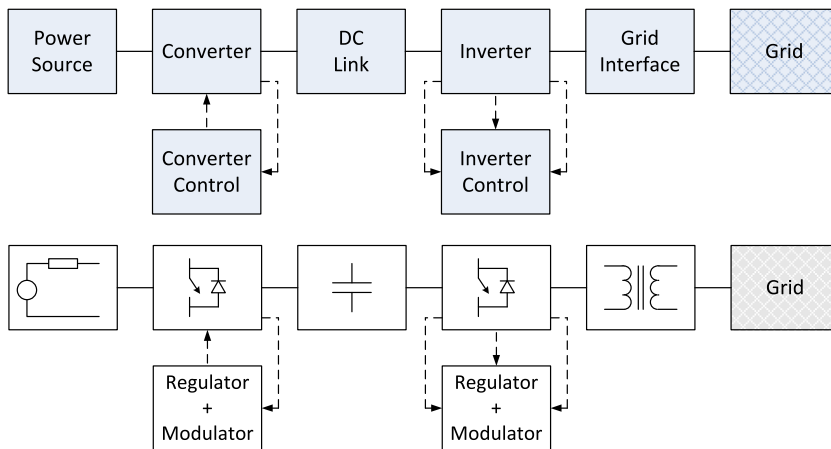 Power
Source
Converter
DC
Link
Inverter
Grid
Interface
Grid
Converter
Control
Inverter
Control
Grid
Regulator
+
Modulator
Regulator
+
Modulator